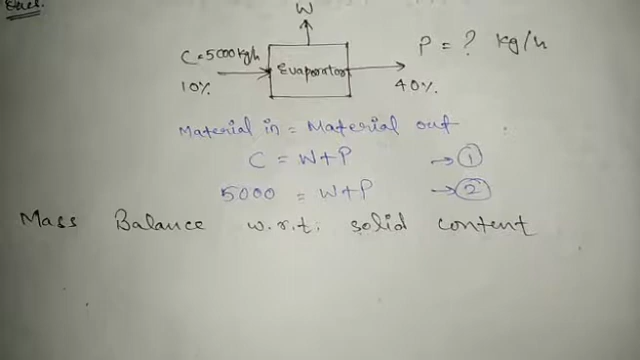 W
C = 5000 kg/h
P = ? kg/h
Evaporator
10%
40%.
Material in = Material out
C = W+P → 1
5000 = W+P → 2
Mass Balance w.r.t. solid content